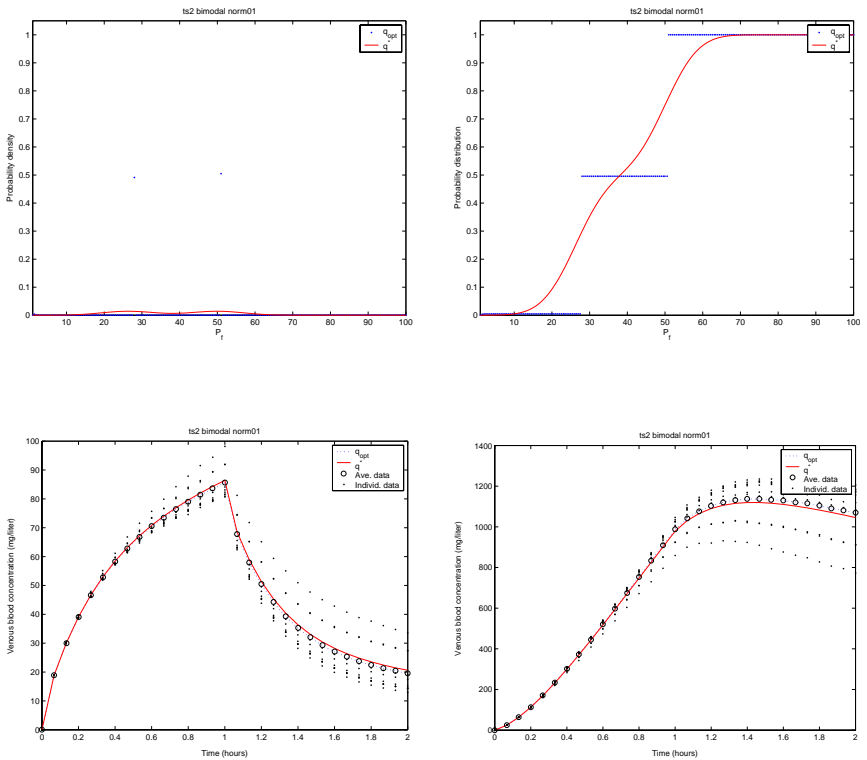 ts2 bimodal norm01
1
0.9
0.8
0.7
0.6
0.5
0.4
0.3
0.2
0.1
0
Probability density
q_opt
q^*
10 20 30 40 50 60 70 80 90 100
P_f
ts2 bimodal norm01
1
0.9
0.8
0.7
0.6
0.5
0.4
0.3
0.2
0.1
0
Probability distribution
q_opt
q^*
10 20 30 40 50 60 70 80 90 100
P_f
ts2 bimodal norm01
100
90
80
70
60
50
40
30
20
10
0
Venous blood concentration (mg/liter)
q_opt
q^*
Ave. data
Individ. data
0 0.2 0.4 0.6 0.8 1 1.2 1.4 1.6 1.8 2
Time (hours)
ts2 bimodal norm01
1400
1200
1000
800
600
400
200
0
Venous blood concentration (mg/liter)
q_opt
q^*
Ave. data
Individ. data
0 0.2 0.4 0.6 0.8 1 1.2 1.4 1.6 1.8 2
Time (hours)